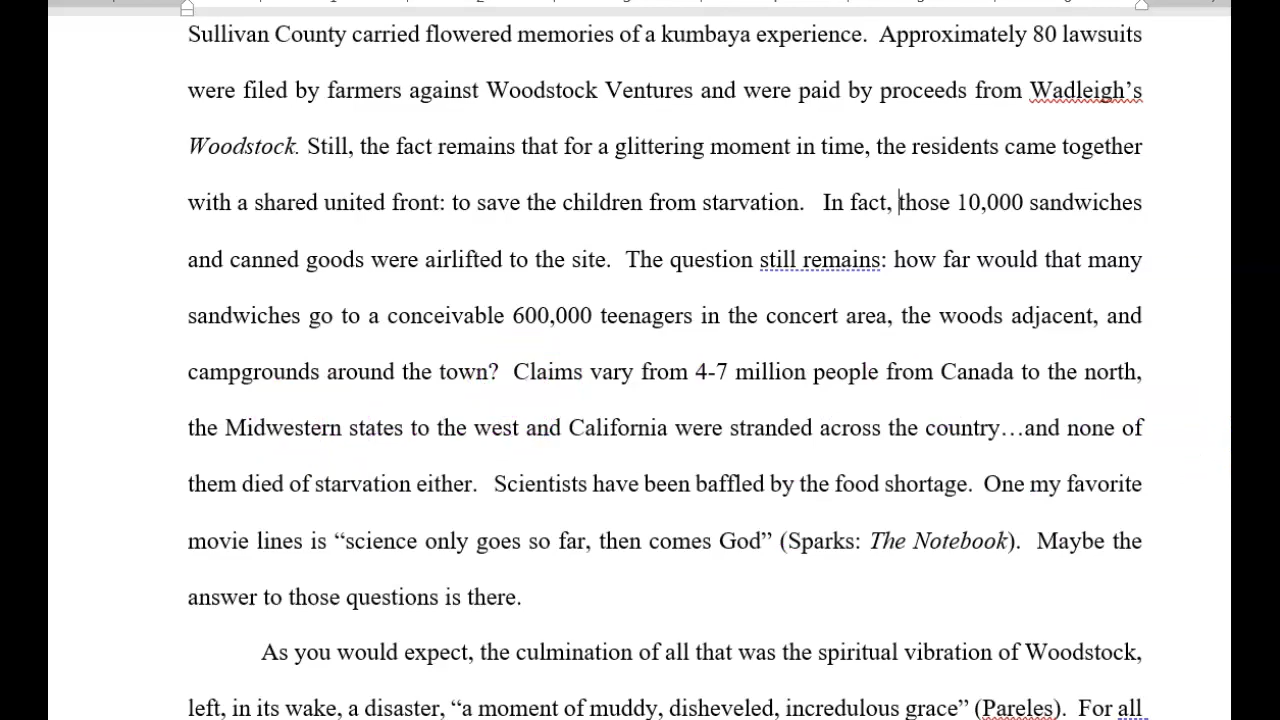 Sullivan County carried flowered memories of a kumbaya experience.  Approximately 80 lawsuits
were filed by farmers against Woodstock Ventures and were paid by proceeds from Wadleigh’s
Woodstock. Still, the fact remains that for a glittering moment in time, the residents came together
with a shared united front: to save the children from starvation.   In fact, those 10,000 sandwiches
and canned goods were airlifted to the site.  The question still remains: how far would that many
sandwiches go to a conceivable 600,000 teenagers in the concert area, the woods adjacent, and
campgrounds around the town?  Claims vary from 4-7 million people from Canada to the north,
the Midwestern states to the west and California were stranded across the country…and none of
them died of starvation either.   Scientists have been baffled by the food shortage.  One my favorite
movie lines is “science only goes so far, then comes God” (Sparks: The Notebook).  Maybe the
answer to those questions is there.
As you would expect, the culmination of all that was the spiritual vibration of Woodstock,
left, in its wake, a disaster, “a moment of muddy, disheveled, incredulous grace” (Pareles).  For all